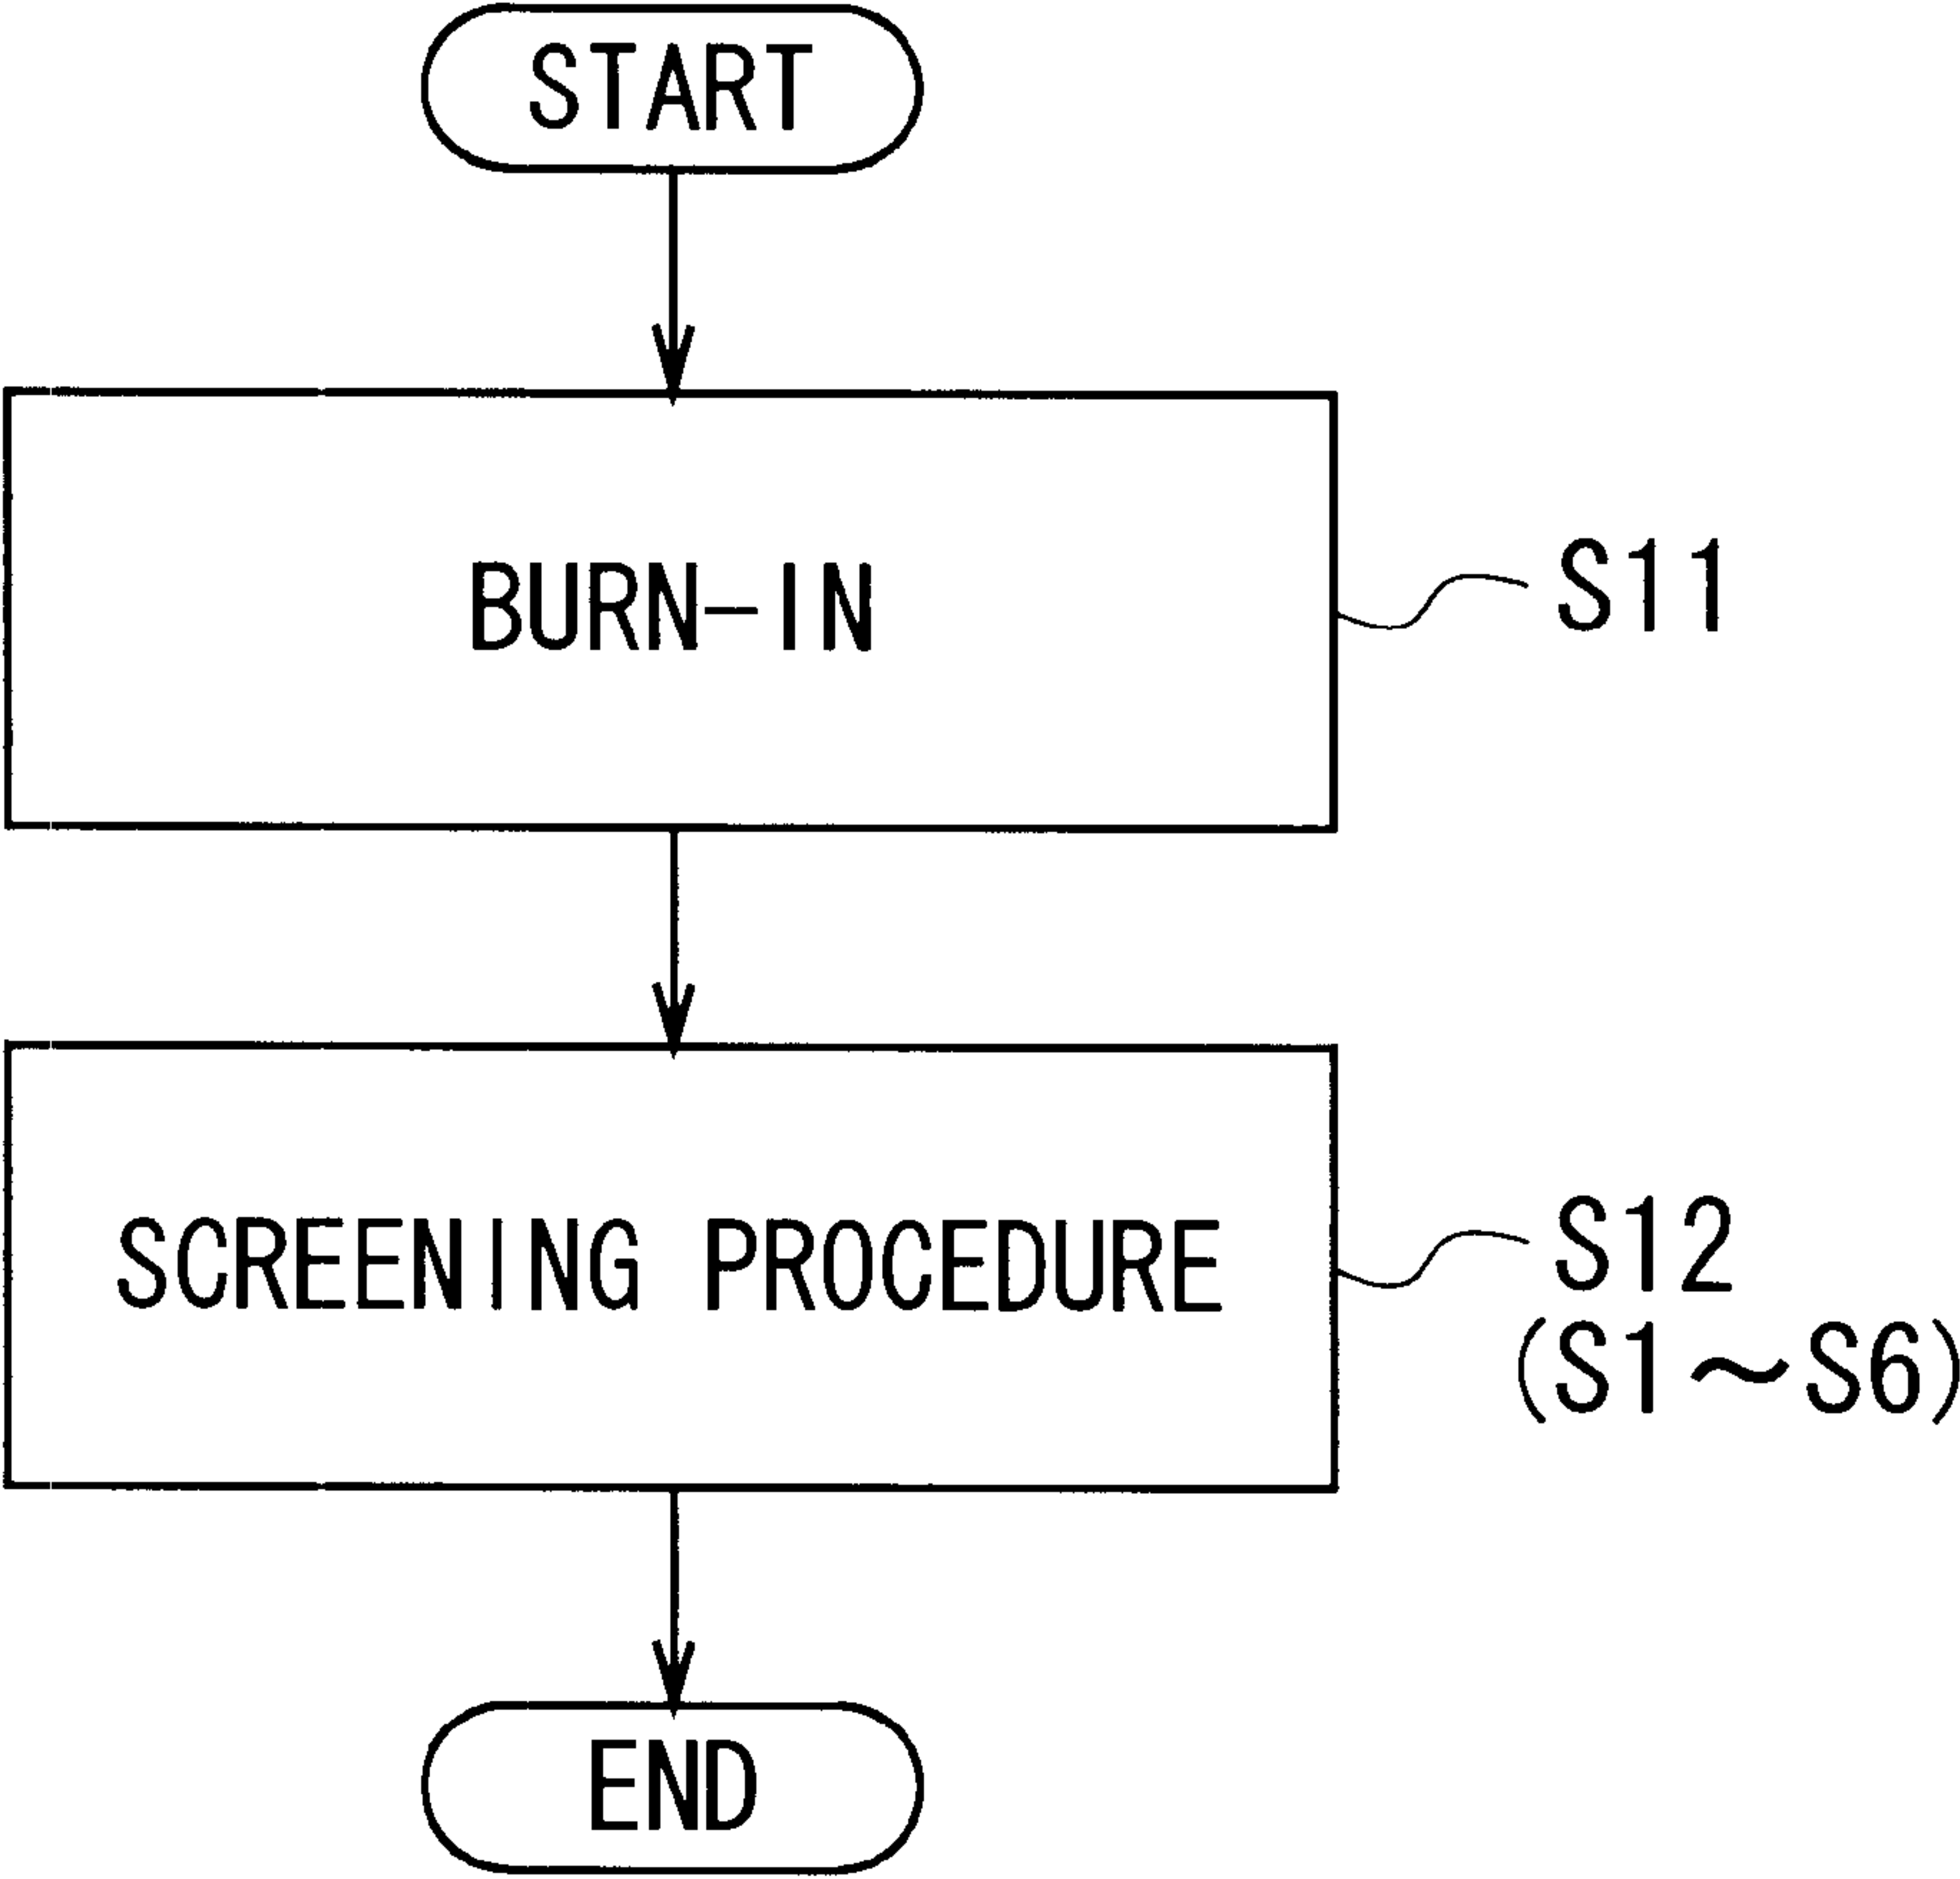 START
BURN-IN
S11
SCREENING PROCEDURE
S12
(S1~S6)
END